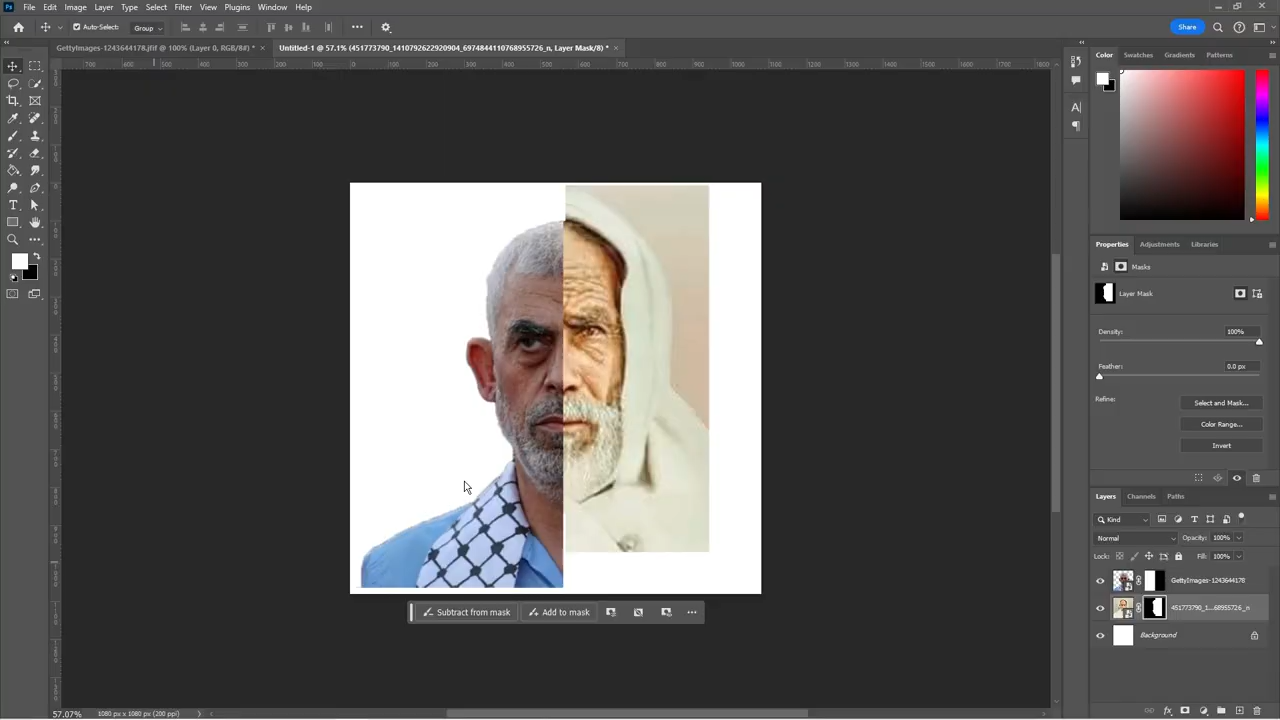 Ps File Edit Image Layer Type Select Filter View Plugins Window Help
Auto-Select: Group Share
GettyImages-1243644178.jfif @ 100% (Layer 0, RGB/8#) * × Untitled-1 @ 57.1% (451773790_1410792622920904_6974844110768955726_n, Layer Mask/8) * ×
Color Swatches Gradients Patterns
Properties Adjustments Libraries
Masks
Layer Mask
Density: 100%
Feather: 0.0 px
Refine: Select and Mask...
Color Range...
Invert
Layers Channels Paths
Kind
Normal Opacity: 100%
Lock: Fill: 100%
GettyImages-1243644178
451773790_1...68955726_n
Background
Subtract from mask Add to mask
57.07% 1080 px x 1080 px (200 ppi)